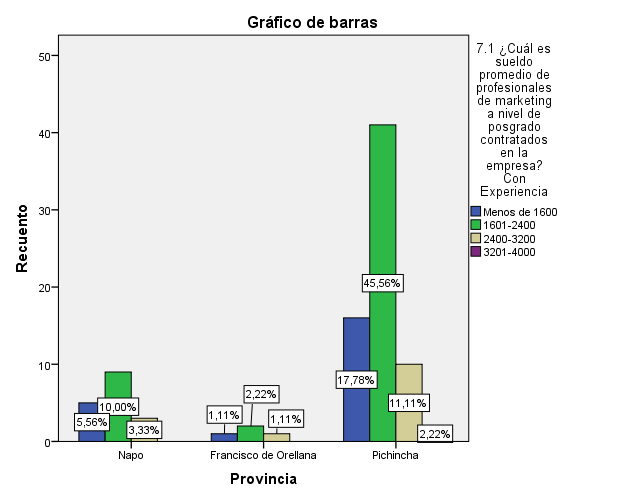 Gráfico de barras
50
40
30
20
10
0
Recuento
5,56%
10,00%
3,33%
1,11%
2,22%
1,11%
17,78%
45,56%
11,11%
2,22%
Napo
Francisco de Orellana
Pichincha
Provincia
7.1 ¿Cuál es
sueldo
promedio de
profesionales
de marketing
a nivel de
posgrado
contratados
en la
empresa?
Con
Experiencia
Menos de 1600
1601-2400
2400-3200
3201-4000